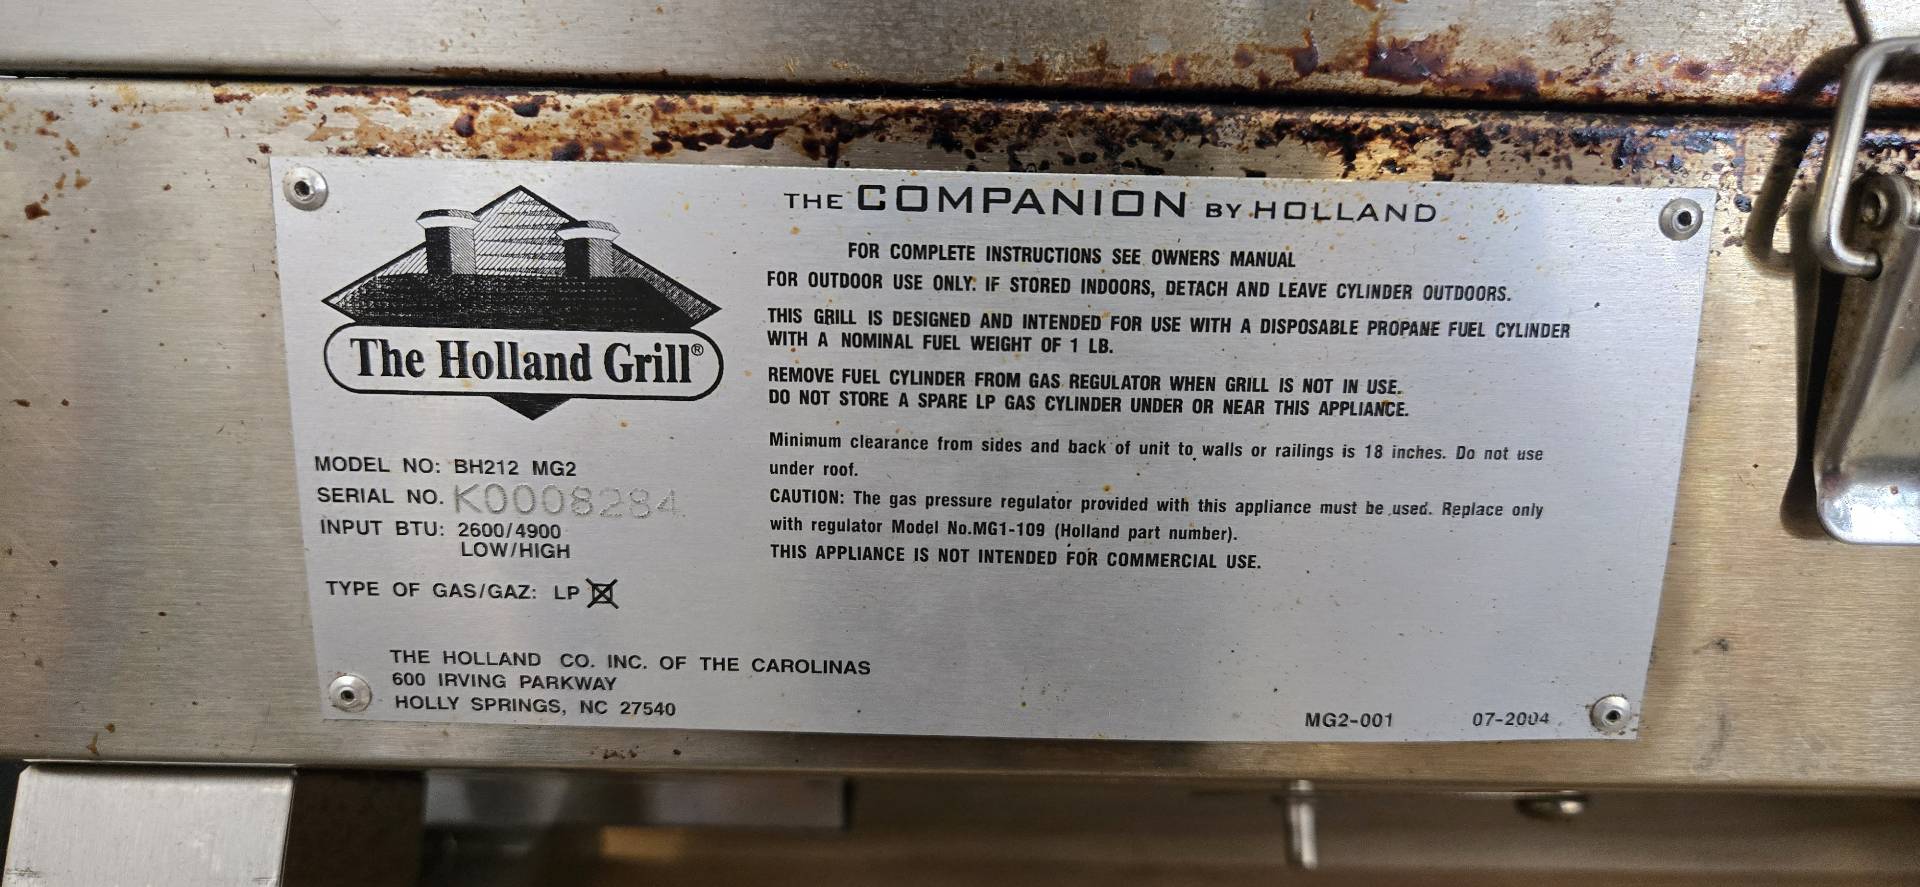 The Holland Grill®
MODEL NO: BH212 MG2
SERIAL NO. K0008284
INPUT BTU: 2600/4900
LOW/HIGH
TYPE OF GAS/GAZ: LP
THE COMPANION BY HOLLAND
FOR COMPLETE INSTRUCTIONS SEE OWNERS MANUAL
FOR OUTDOOR USE ONLY: IF STORED INDOORS, DETACH AND LEAVE CYLINDER OUTDOORS.
THIS GRILL IS DESIGNED AND INTENDED FOR USE WITH A DISPOSABLE PROPANE FUEL CYLINDER
WITH A NOMINAL FUEL WEIGHT OF 1 LB.
REMOVE FUEL CYLINDER FROM GAS REGULATOR WHEN GRILL IS NOT IN USE.
DO NOT STORE A SPARE LP GAS CYLINDER UNDER OR NEAR THIS APPLIANCE.
Minimum clearance from sides and back of unit to walls or railings is 18 inches. Do not use
under roof.
CAUTION: The gas pressure regulator provided with this appliance must be used. Replace only
with regulator Model No.MG1-109 (Holland part number).
THIS APPLIANCE IS NOT INTENDED FOR COMMERCIAL USE.
THE HOLLAND CO. INC. OF THE CAROLINAS
600 IRVING PARKWAY
HOLLY SPRINGS, NC 27540
MG2-001 07-2004